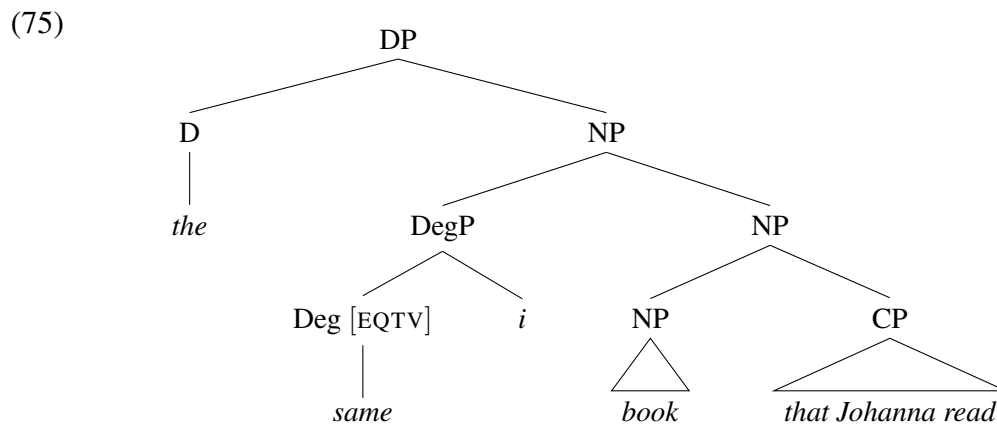 (75)
DP
D NP
the DegP NP
Deg [EQTV] i NP CP
same book that Johanna read